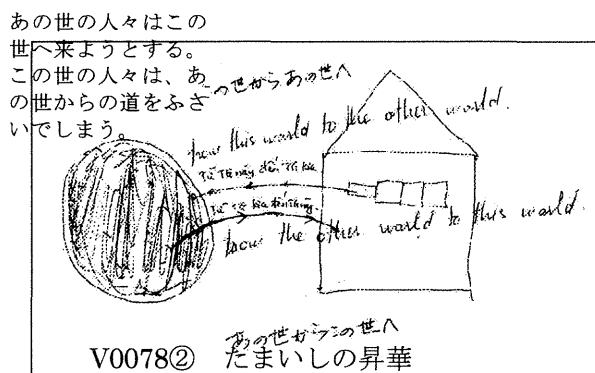 あの世の人々はこの
世へ来ようとする。
この世の人々は、あ
の世からの道をふさ
いでしまう。
この世からあの世へ
from this world to the other world.
Từ TG này đến TG kia
Từ TG kia đến TG này
from the other world to this world.
あの世からこの世へ
V0078② たまいしの昇華